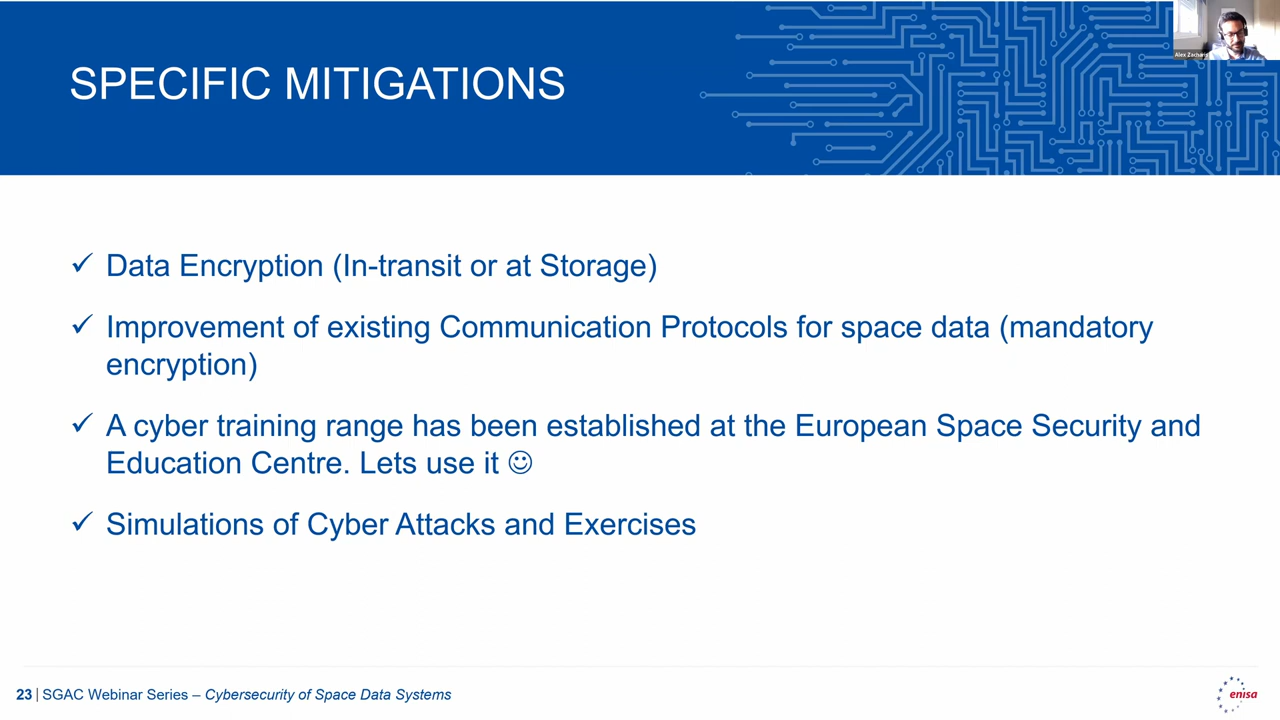 SPECIFIC MITIGATIONS
✓ Data Encryption (In-transit or at Storage)
✓ Improvement of existing Communication Protocols for space data (mandatory
encryption)
✓ A cyber training range has been established at the European Space Security and
Education Centre. Lets use it ☺
✓ Simulations of Cyber Attacks and Exercises
23 | SGAC Webinar Series – Cybersecurity of Space Data Systems
enisa